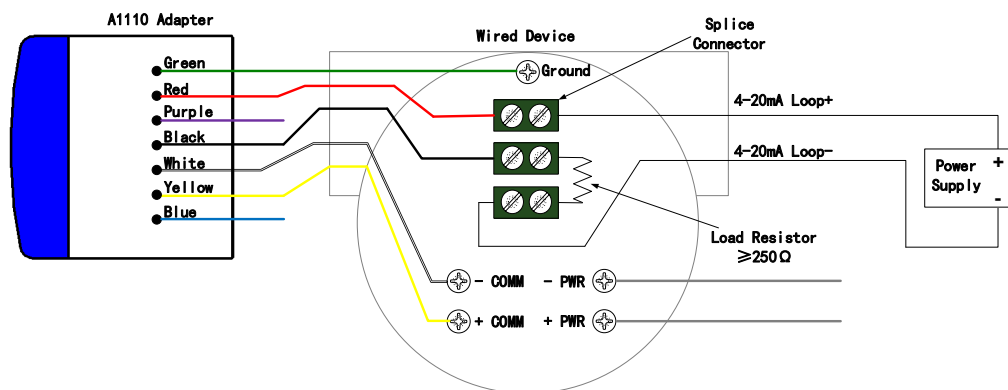 A1110 Adapter
Green
Red
Purple
Black
White
Yellow
Blue
Wired Device
Splice
Connector
Ground
4-20mA Loop+
4-20mA Loop-
Power
Supply
+
-
Load Resistor
≥250Ω
- COMM
- PWR
+ COMM
+ PWR